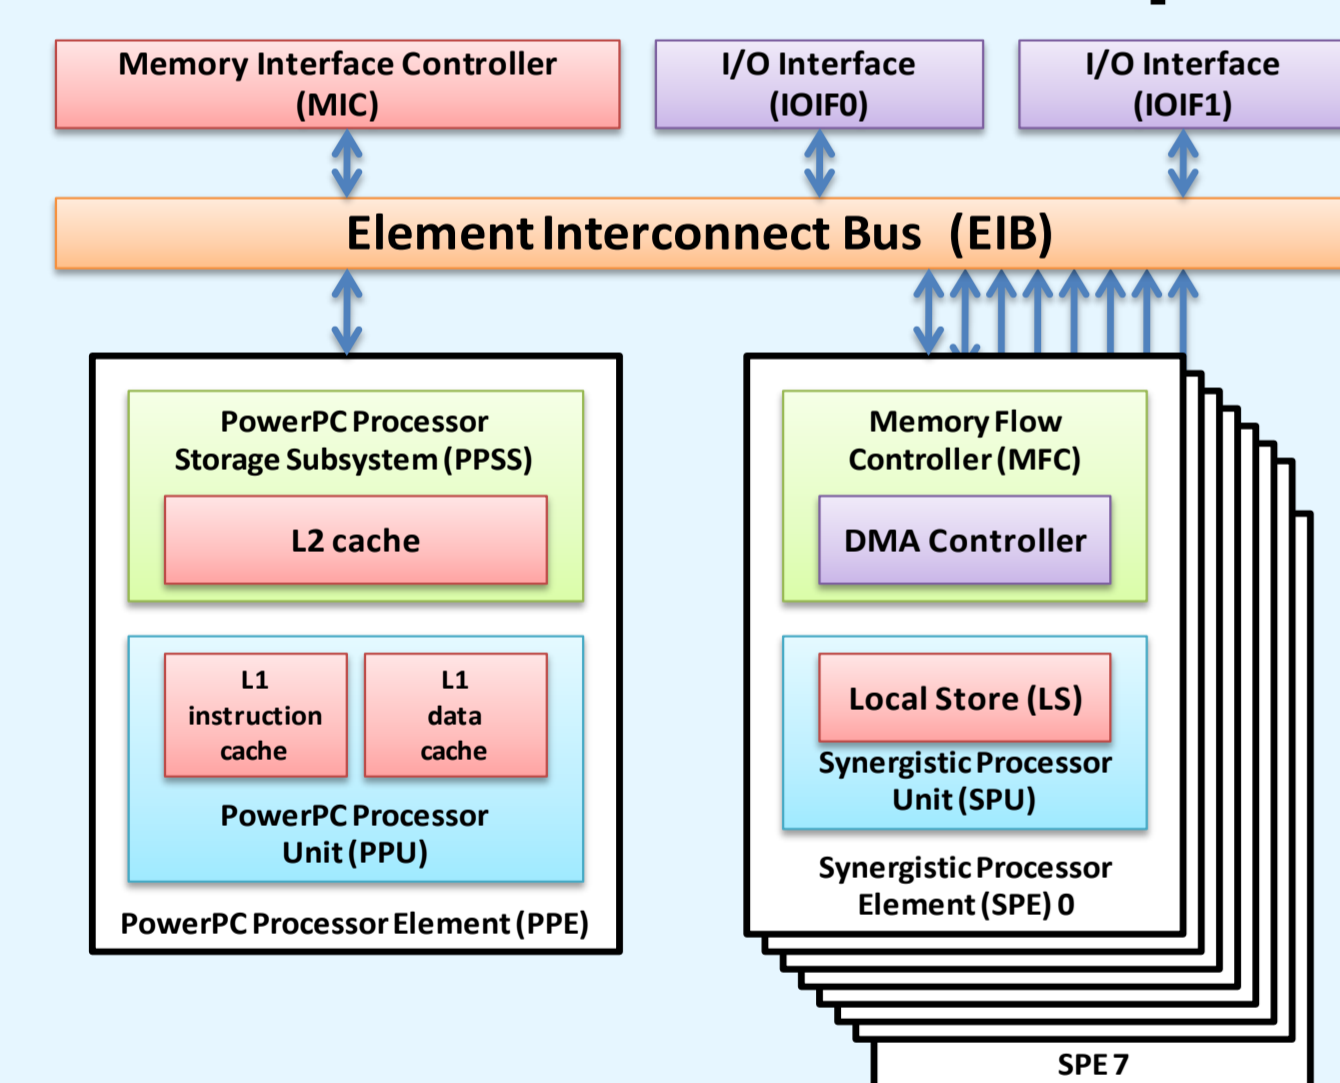 Memory Interface Controller
(MIC)
I/O Interface
(IOIF0)
I/O Interface
(IOIF1)
Element Interconnect Bus (EIB)
PowerPC Processor
Storage Subsystem (PPSS)
L2 cache
L1
instruction
cache
L1
data
cache
PowerPC Processor
Unit (PPU)
PowerPC Processor Element (PPE)
Memory Flow
Controller (MFC)
DMA Controller
Local Store (LS)
Synergistic Processor
Unit (SPU)
Synergistic Processor
Element (SPE) 0
SPE 7